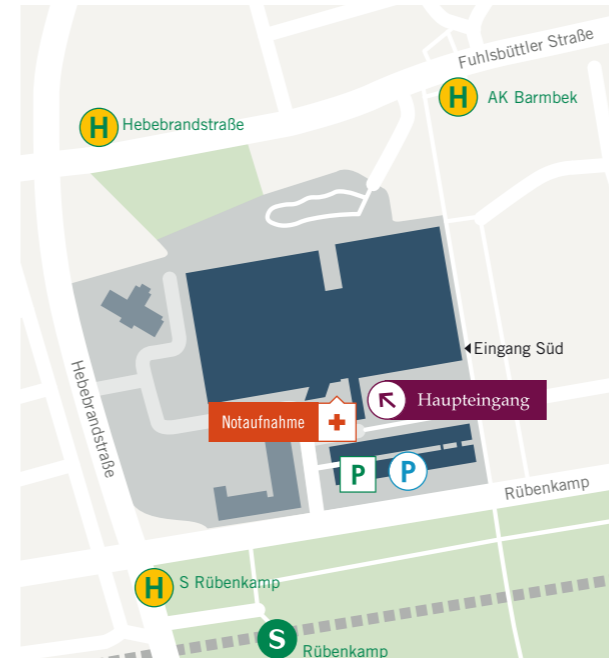 Fuhlsbüttler Straße
H AK Barmbek
H Hebebrandstraße
Eingang Süd
Hebebrandstraße
Haupteingang
Notaufnahme
P P
Rübenkamp
H S Rübenkamp
S Rübenkamp